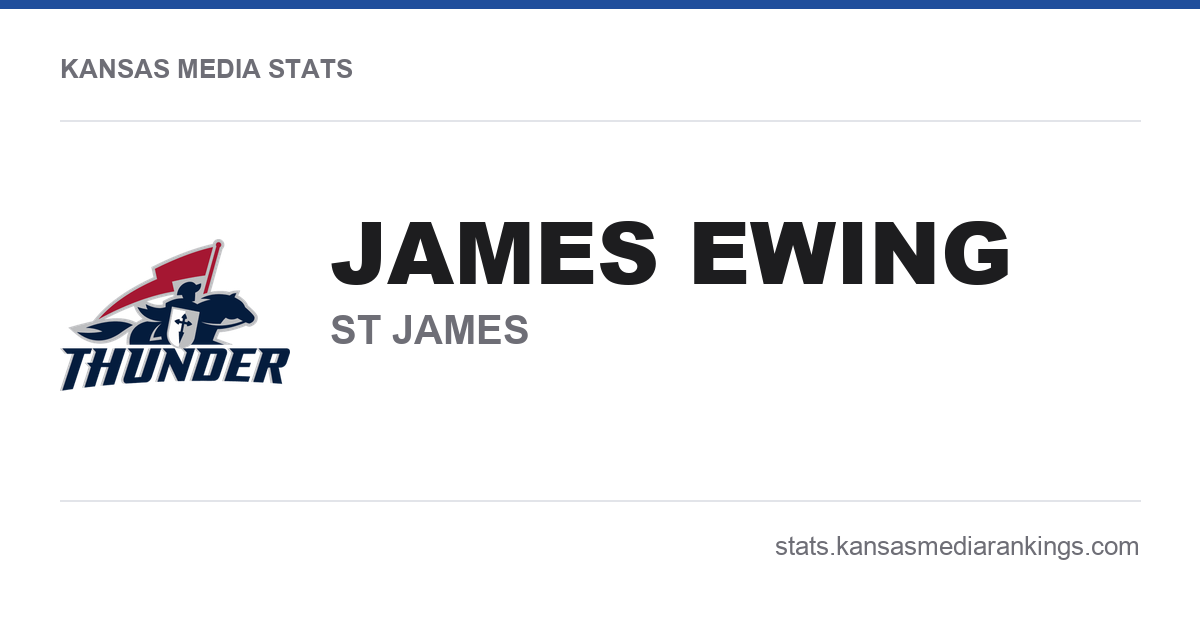 KANSAS MEDIA STATS
JAMES EWING
ST JAMES
THUNDER
stats.kansasmediarankings.com